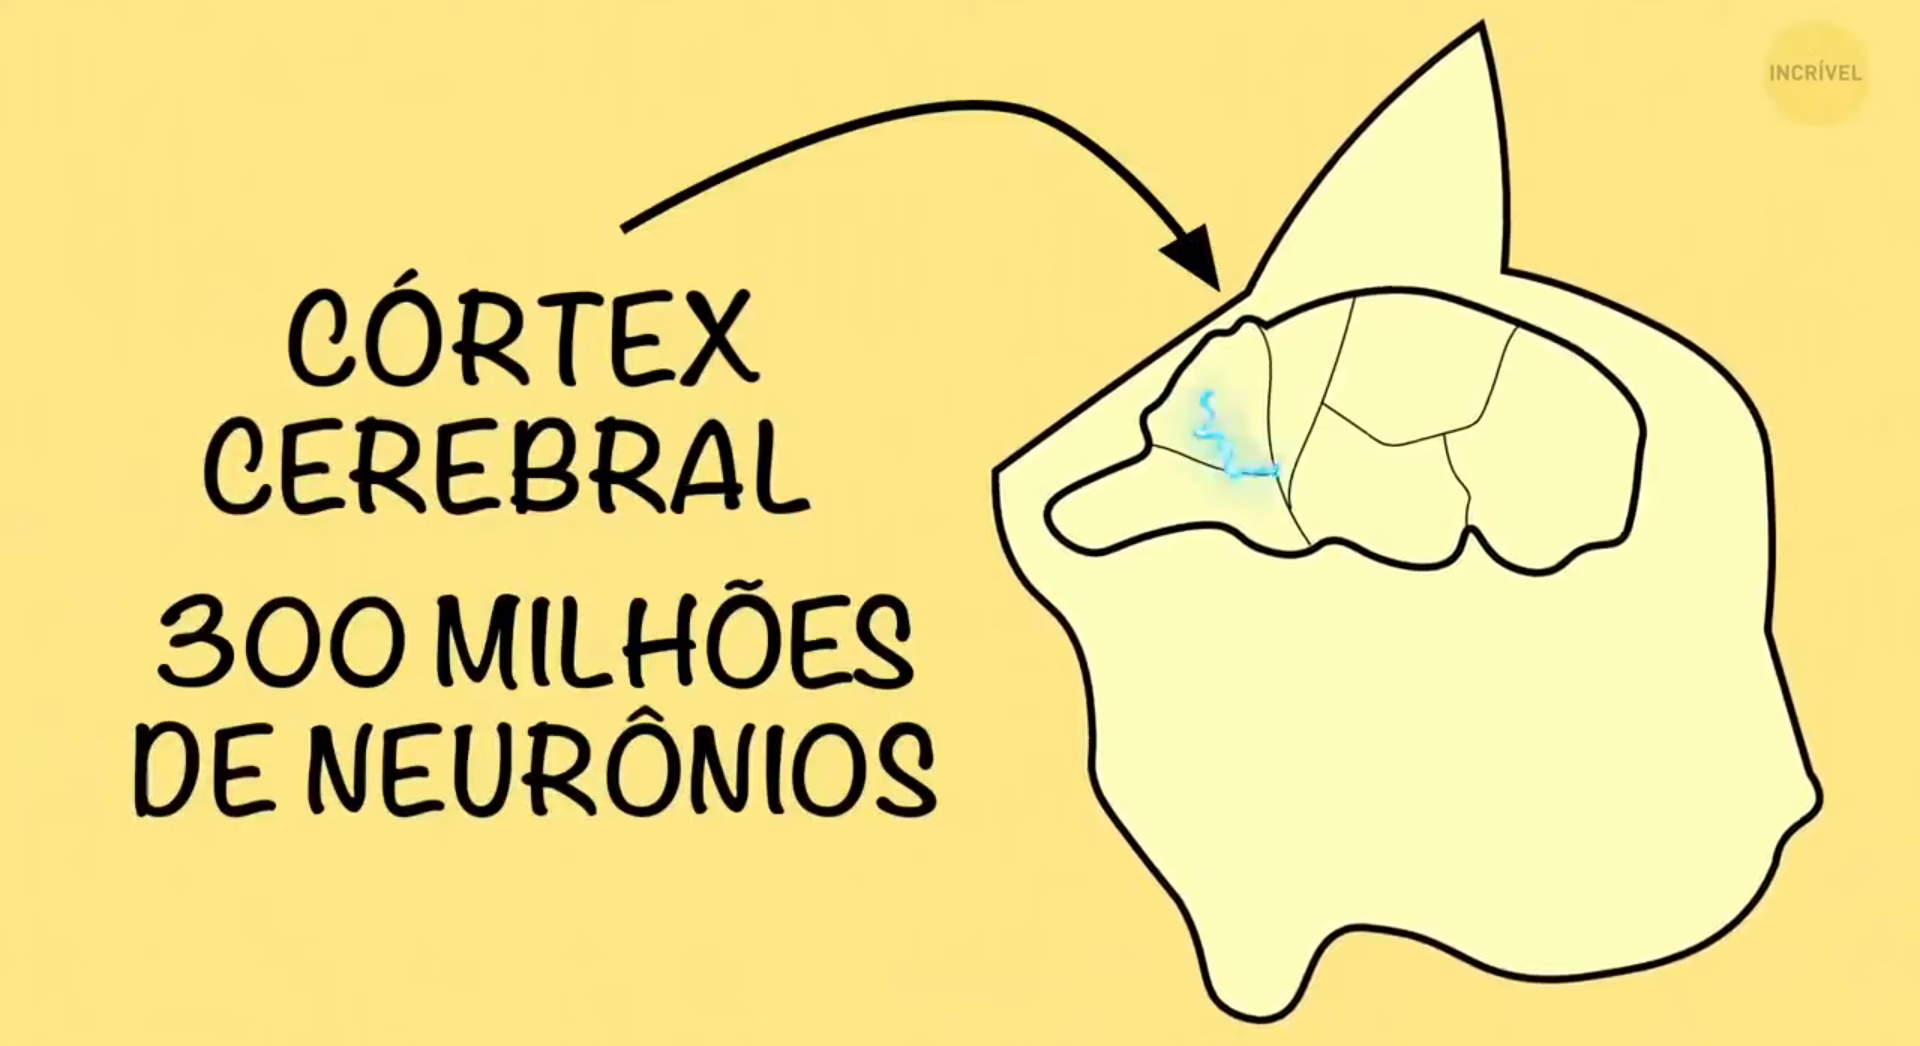 INCRÍVEL
CÓRTEX
CEREBRAL
300 MILHÕES
DE NEURÔNIOS